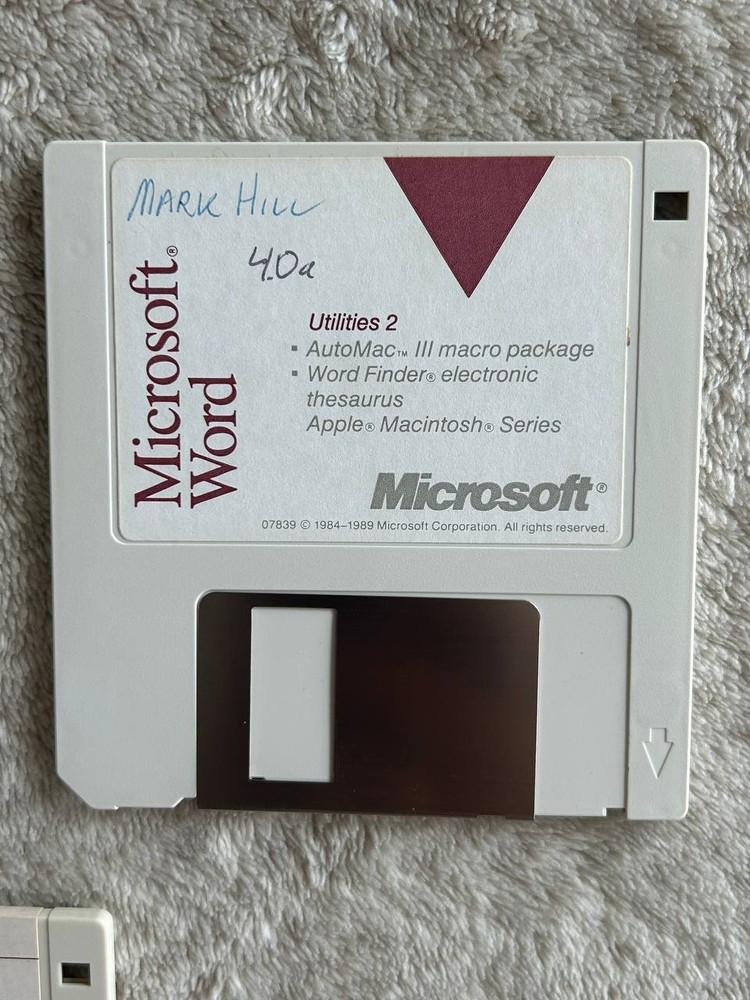 MARK HILL
4.0a
Microsoft®
Word
Utilities 2
▪ AutoMac™ III macro package
▪ Word Finder® electronic
thesaurus
Apple® Macintosh® Series
Microsoft®
07839 © 1984–1989 Microsoft Corporation. All rights reserved.